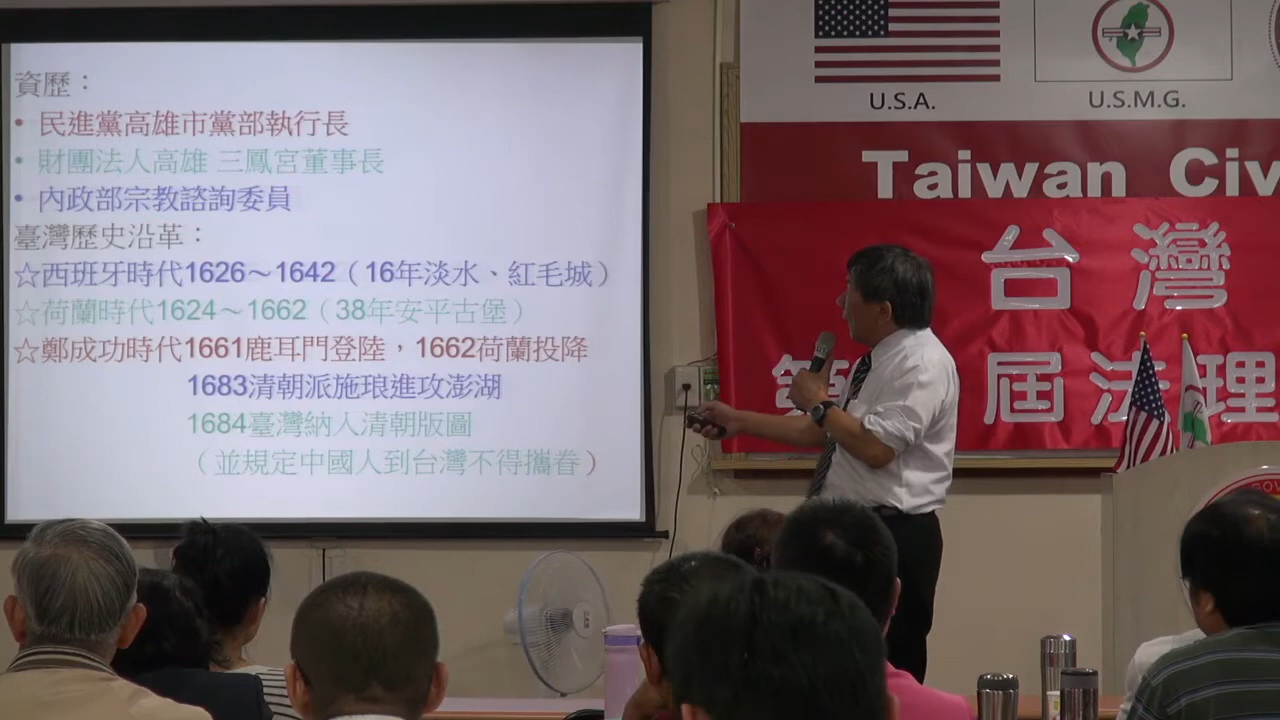 資歷：
• 民進黨高雄市黨部執行長
• 財團法人高雄 三鳳宮董事長
• 內政部宗教諮詢委員
臺灣歷史沿革：
☆西班牙時代1626～1642（16年淡水、紅毛城）
☆荷蘭時代1624～1662（38年安平古堡）
☆鄭成功時代1661鹿耳門登陸，1662荷蘭投降
1683清朝派施琅進攻澎湖
1684臺灣納入清朝版圖
（並規定中國人到台灣不得攜眷）
U.S.A.
U.S.M.G.
Taiwan Civ
台灣
第 屆法理
GOV